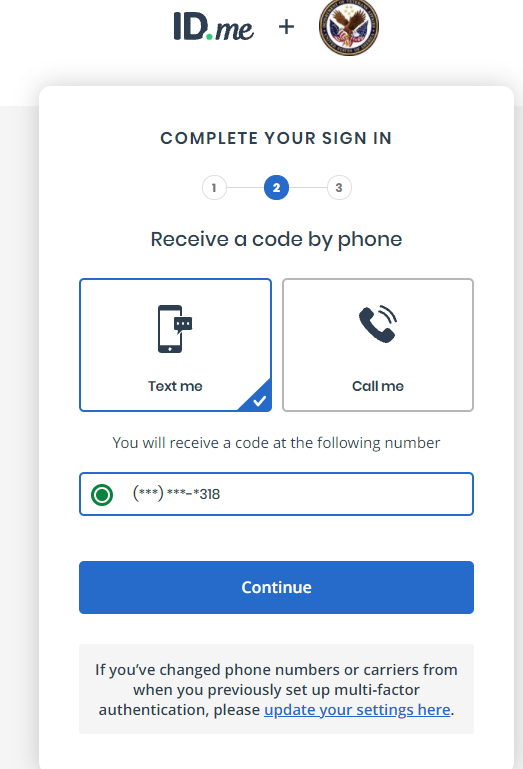 ID.me +
COMPLETE YOUR SIGN IN
1 2 3
Receive a code by phone
Text me Call me
You will receive a code at the following number
(***) ***-*318
Continue
If you've changed phone numbers or carriers from
when you previously set up multi-factor
authentication, please update your settings here.